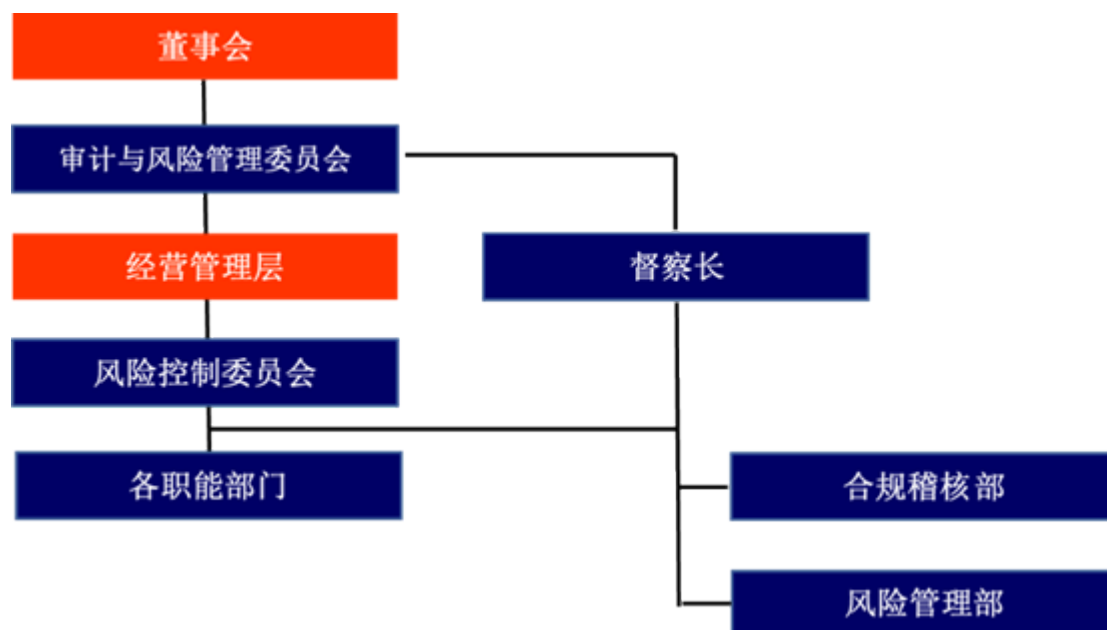 董事会
审计与风险管理委员会
经营管理层
督察长
风险控制委员会
各职能部门
合规稽核部
风险管理部